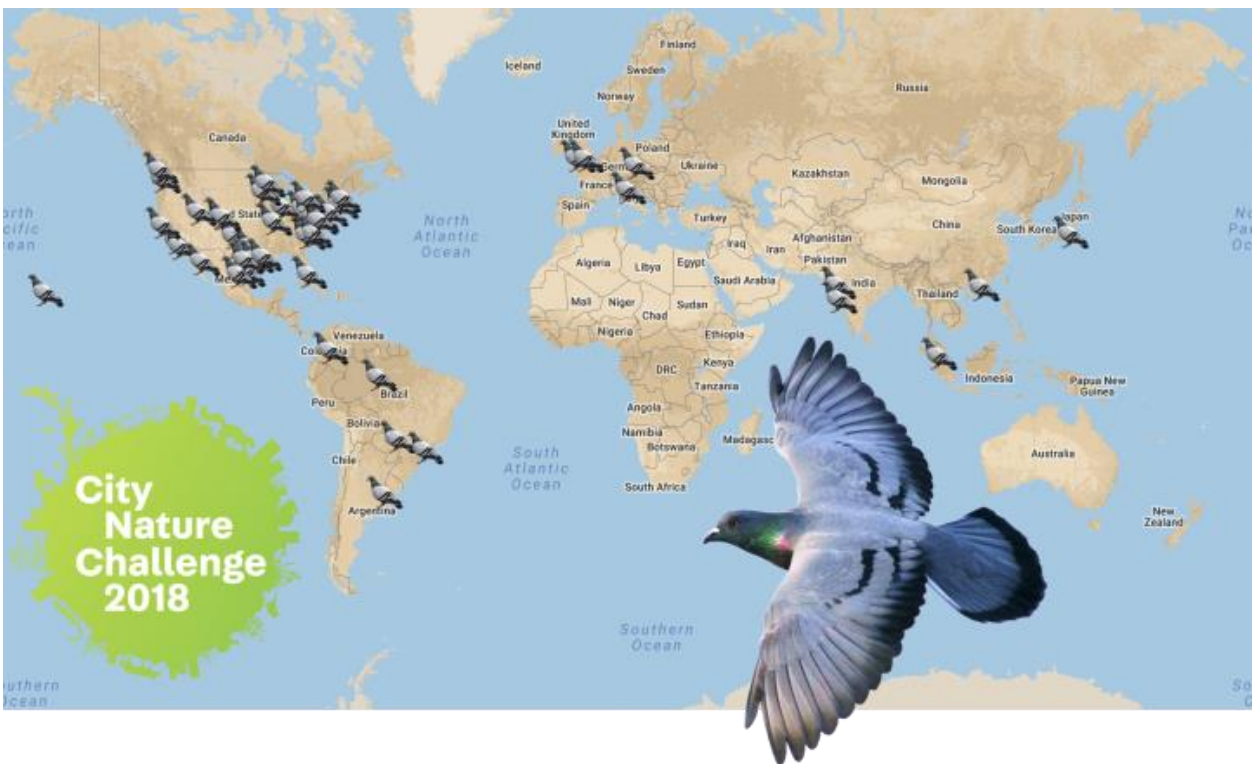 Finland
Iceland
Sweden
Russia
Norway
United
Kingdom
Canada
Poland
Ukraine
France
Kazakhstan
Mongolia
Spain
Turkey
China
Japan
South Korea
North
Atlantic
Ocean
Iraq
Iran
Afghanistan
Pakistan
Algeria
Libya
Egypt
Saudi Arabia
India
Thailand
Mali
Niger
Chad
Sudan
Nigeria
Ethiopia
Venezuela
Kenya
DRC
Tanzania
Indonesia
Papua New
Guinea
Peru
Brazil
Bolivia
Angola
Namibia
Botswana
Madagasc
Chile
South
Atlantic
Ocean
South Africa
Australia
Argentina
New
Zealand
City
Nature
Challenge
2018
Southern
Ocean